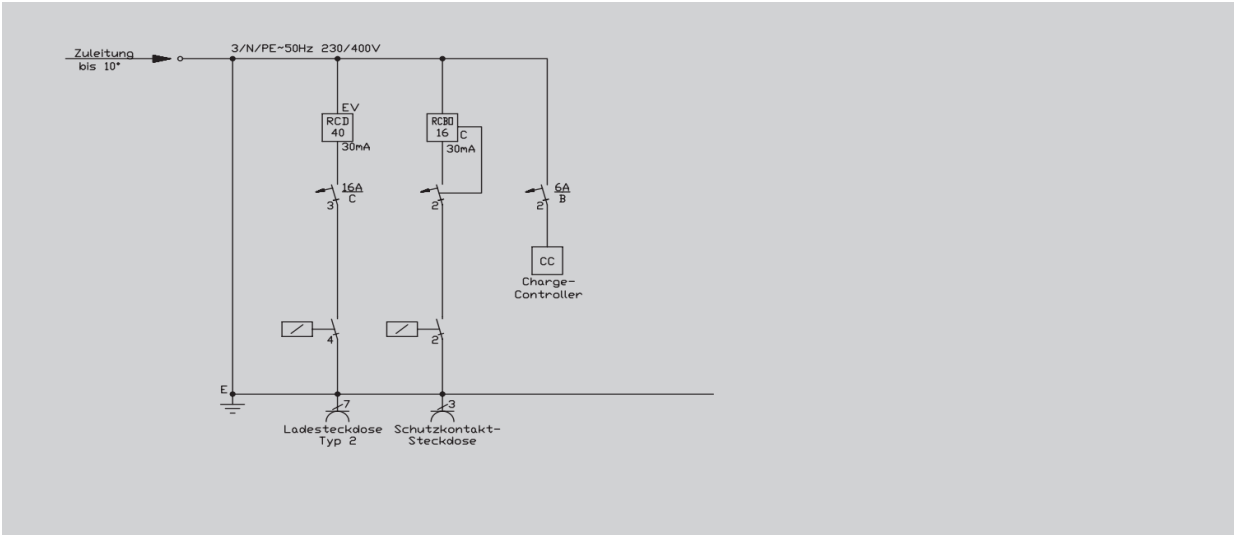 Zuleitung
bis 10°
3/N/PE~50Hz 230/400V
EV
RCD
40
30mA
16A
C
3
RCBO
16
C
30mA
2
6A
B
2
CC
Charge-
Controller
4
2
E
7
Ladesteckdose
Typ 2
3
Schutzkontakt-
Steckdose